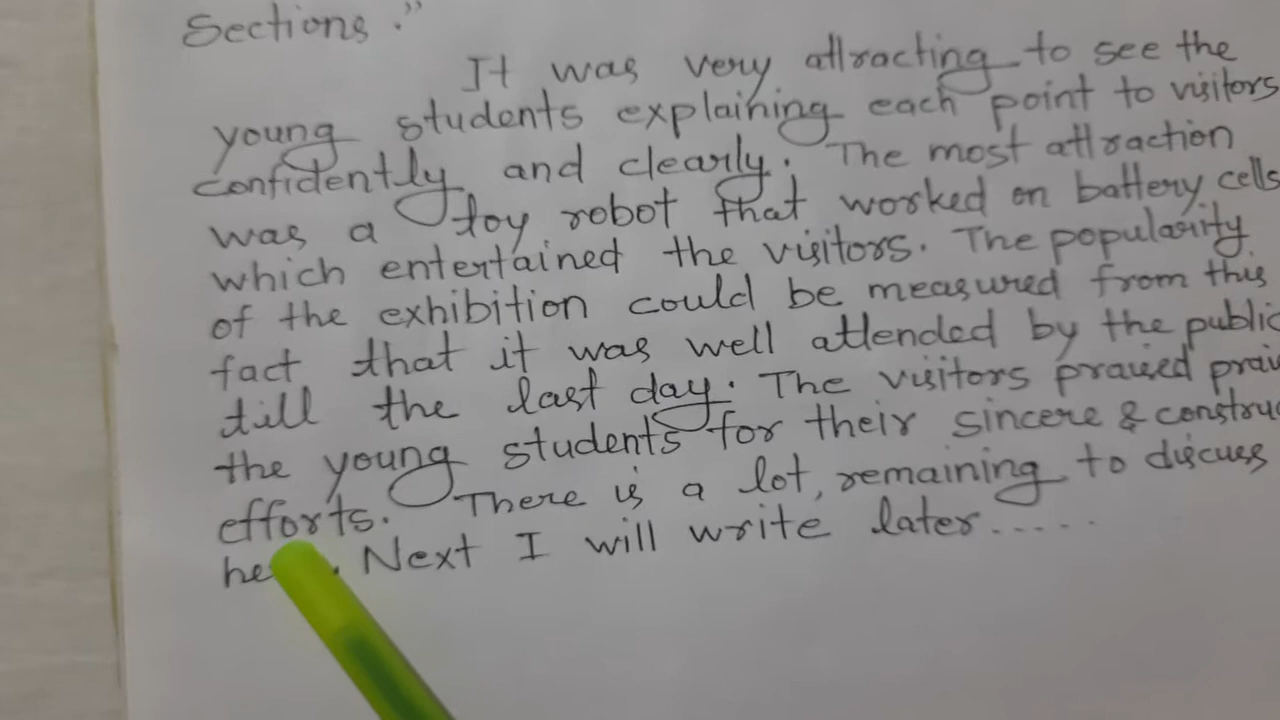 Sections."
It was very attracting to see the
young students explaining each point to visitors
confidently and clearly. The most attraction
was a toy robot that worked on battery cells
which entertained the visitors. The popularity
of the exhibition could be measured from this
fact that it was well attended by the public
till the last day. The visitors praised
the young students for their sincere &
efforts. There is a lot, remaining to discuss
Next I will write later.....